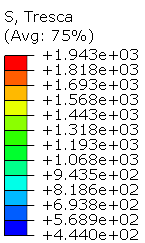 S, Tresca
(Avg: 75%)
+1.943e+03
+1.818e+03
+1.693e+03
+1.568e+03
+1.443e+03
+1.318e+03
+1.193e+03
+1.068e+03
+9.435e+02
+8.186e+02
+6.938e+02
+5.689e+02
+4.440e+02